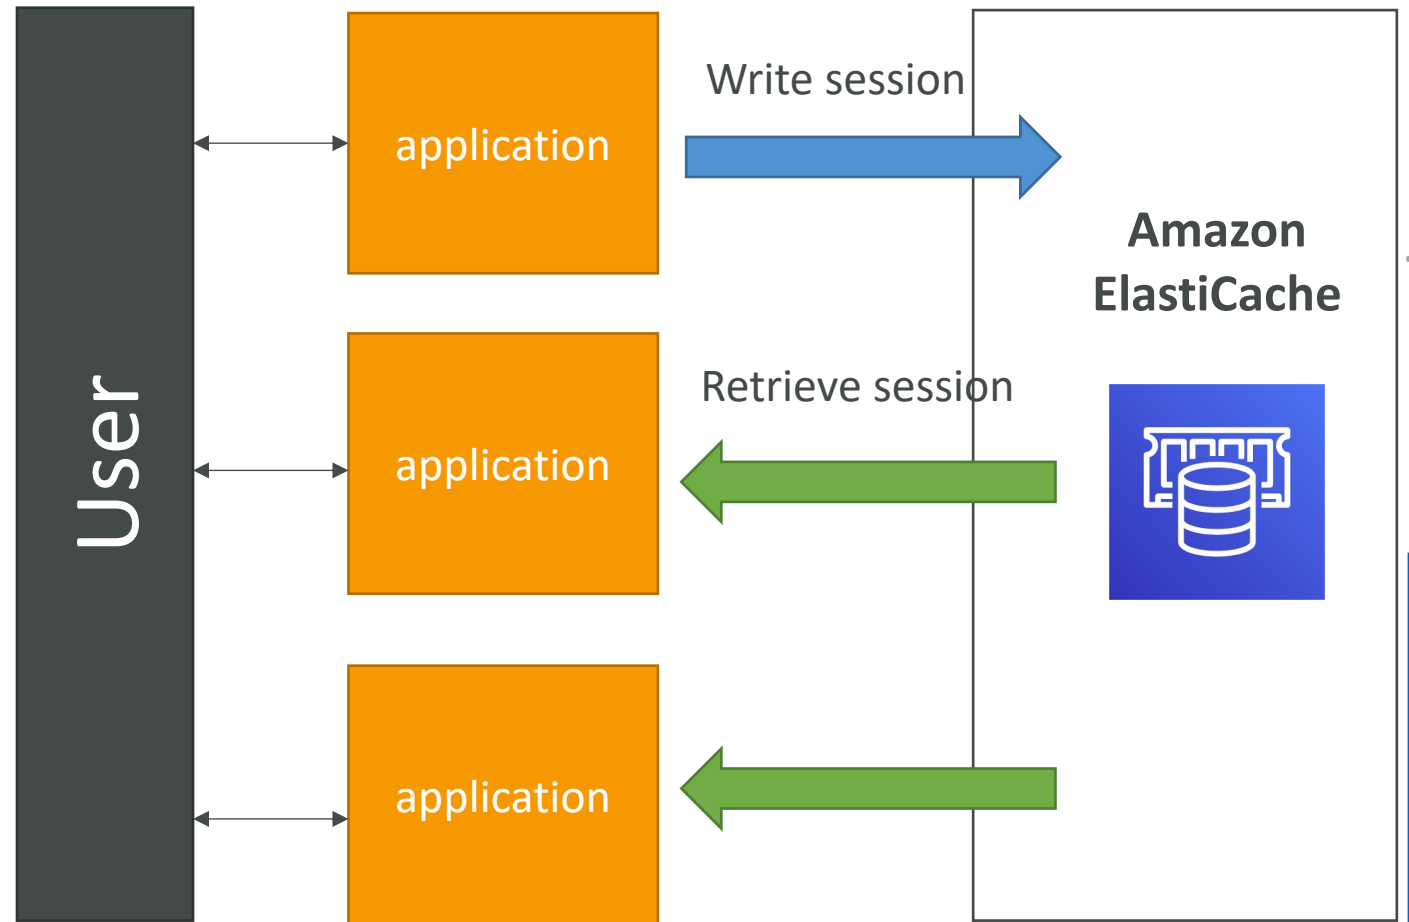 User
application
Write session
Amazon
ElastiCache
application
Retrieve session
application